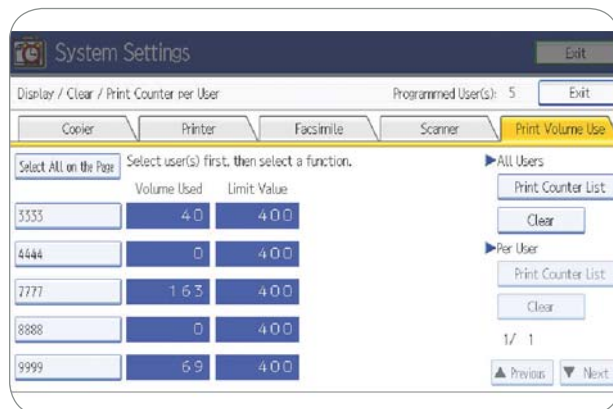 System Settings
Exit
Display / Clear / Print Counter per User
Programmed User(s): 5
Exit
Copier
Printer
Facsimile
Scanner
Print Volume Use
Select All on the Page
Select user(s) first, then select a function.
Volume Used
Limit Value
3333
40
400
4444
0
400
7777
163
400
8888
0
400
9999
69
400
▶All Users
Print Counter List
Clear
▶Per User
Print Counter List
Clear
1/ 1
▲ Previous
▼ Next